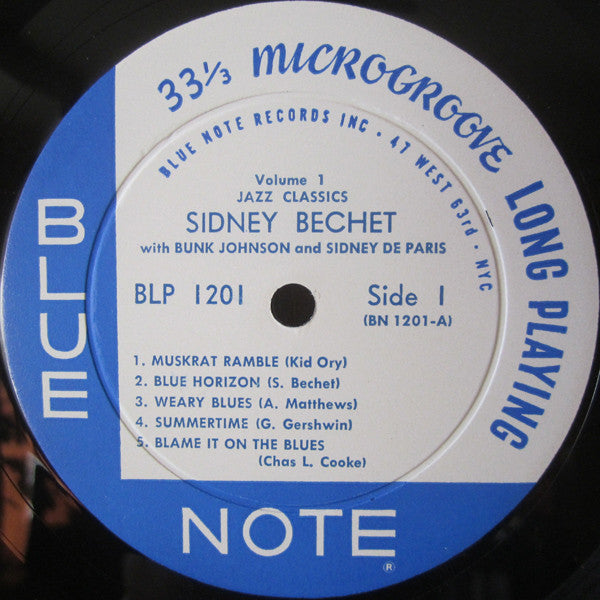 33⅓ MICROGROOVE LONG PLAYING
BLUE NOTE RECORDS INC • 47 WEST 63rd • NYC
Volume 1
JAZZ CLASSICS
SIDNEY BECHET
with BUNK JOHNSON and SIDNEY DE PARIS
BLP 1201
Side 1
(BN 1201-A)
1. MUSKRAT RAMBLE (Kid Ory)
2. BLUE HORIZON (S. Bechet)
3. WEARY BLUES (A. Matthews)
4. SUMMERTIME (G. Gershwin)
5. BLAME IT ON THE BLUES
(Chas L. Cooke)
BLUE
NOTE
®